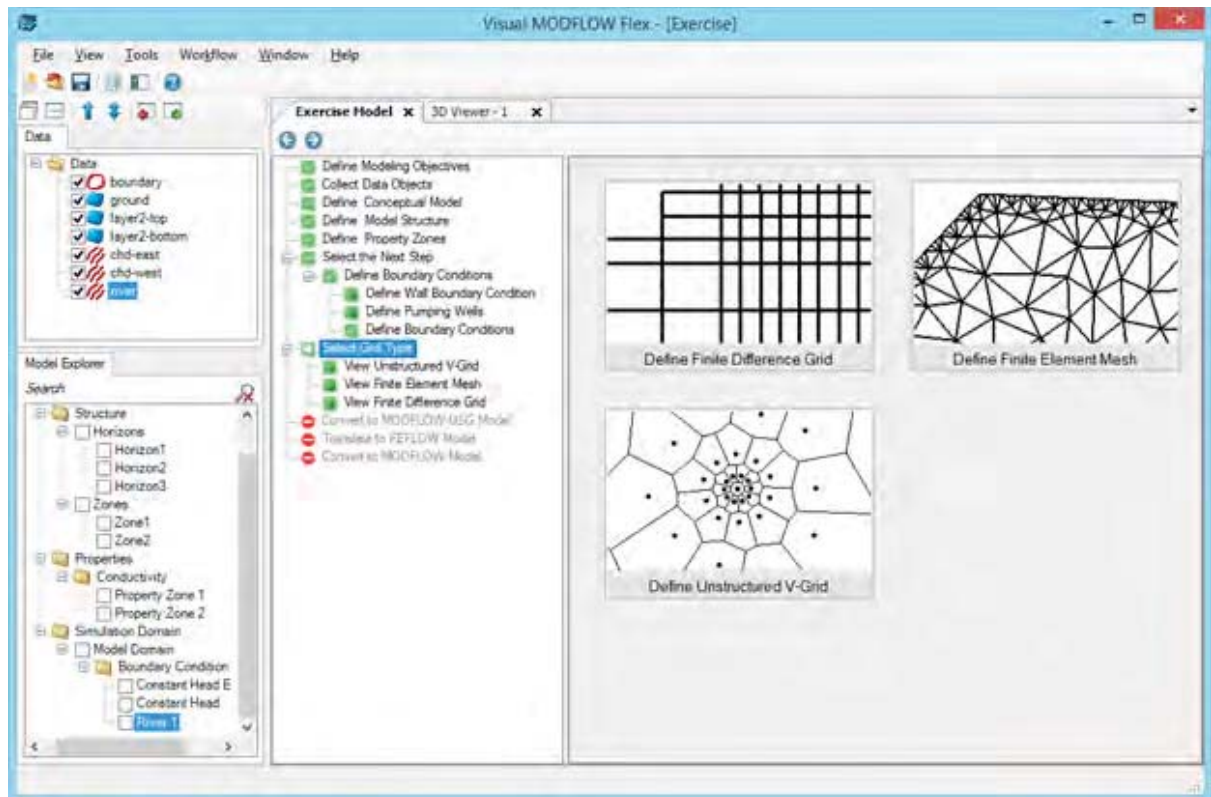 Visual MODFLOW Flex - [Exercise]
File View Tools Workflow Window Help
Exercise Model 3D Viewer - 1
Data
Data
boundary
ground
layer2-top
layer2-bottom
chd-east
chd-west
river
Model Explorer
Search
Structure
Horizons
Horizon1
Horizon2
Horizon3
Zones
Zone1
Zone2
Properties
Conductivity
Property Zone 1
Property Zone 2
Simulation Domain
Model Domain
Boundary Condition
Constant Head E
Constant Head
River 1
Define Modeling Objectives
Collect Data Objects
Define Conceptual Model
Define Model Structure
Define Property Zones
Select the Next Step
Define Boundary Conditions
Define Wall Boundary Condition
Define Pumping Wells
Define Boundary Conditions
Select Grid Type
View Unstructured V-Grid
View Finite Element Mesh
View Finite Difference Grid
Convert to MODFLOW-USG Model
Translate to FEFLOW Model
Convert to MODFLOW Model
Define Finite Difference Grid
Define Finite Element Mesh
Define Unstructured V-Grid